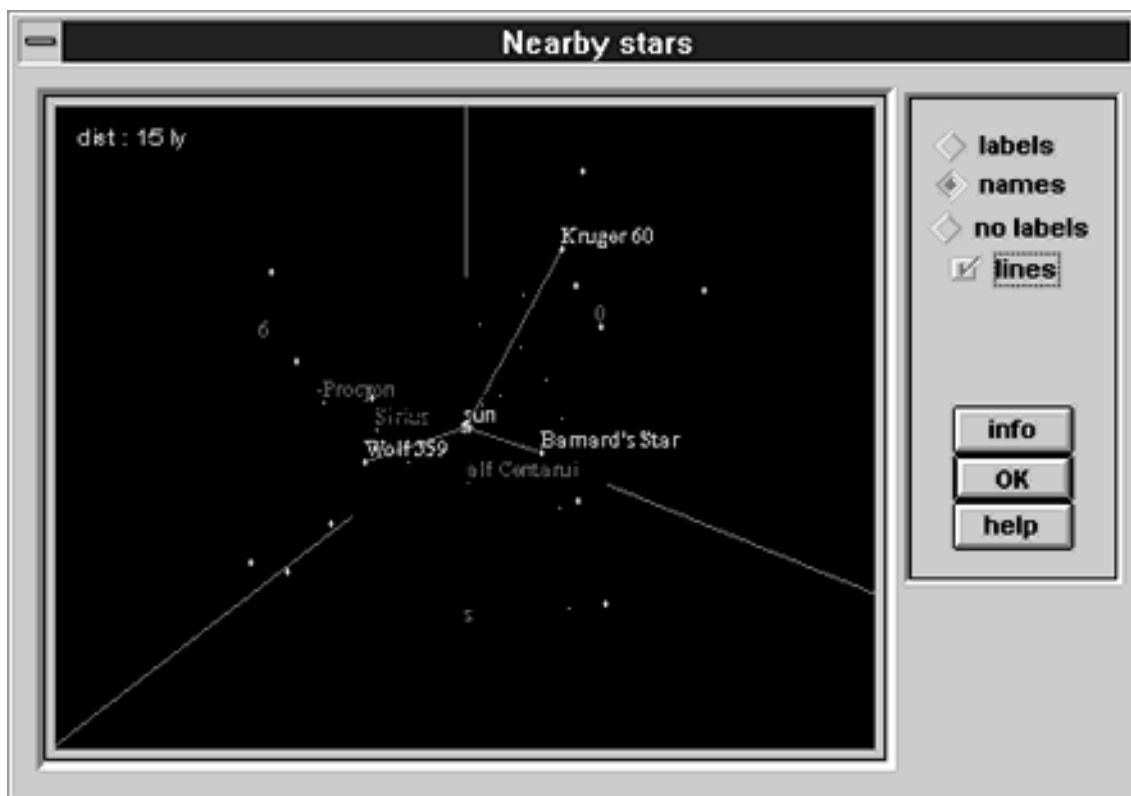 Nearby stars
dist : 15 ly
Kruger 60
0
6
Procyon
Sirius
sun
Wolf 359
Barnard's Star
alf Centarui
s
labels
names
no labels
lines
info
OK
help